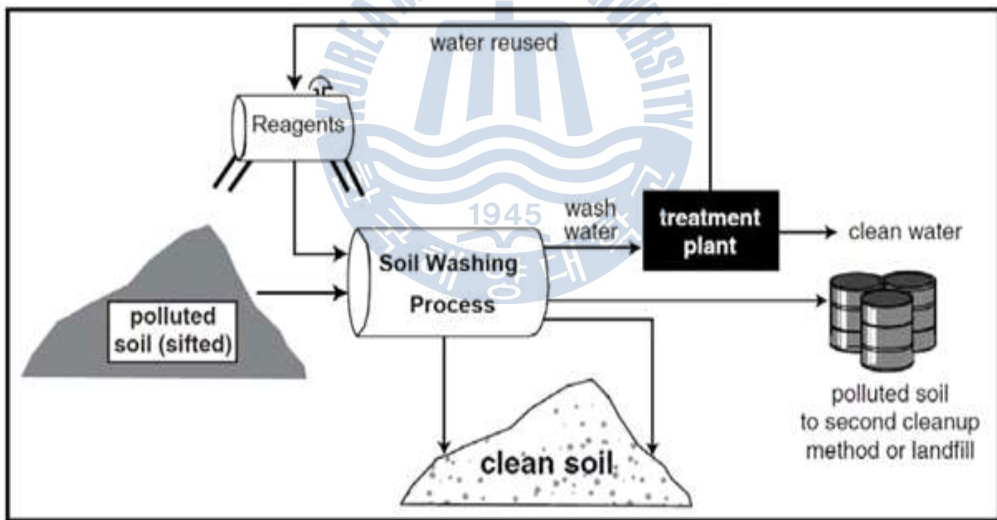 water reused
Reagents
wash
water
treatment
plant
clean water
Soil Washing
Process
polluted
soil (sifted)
polluted soil
to second cleanup
method or landfill
clean soil
1945